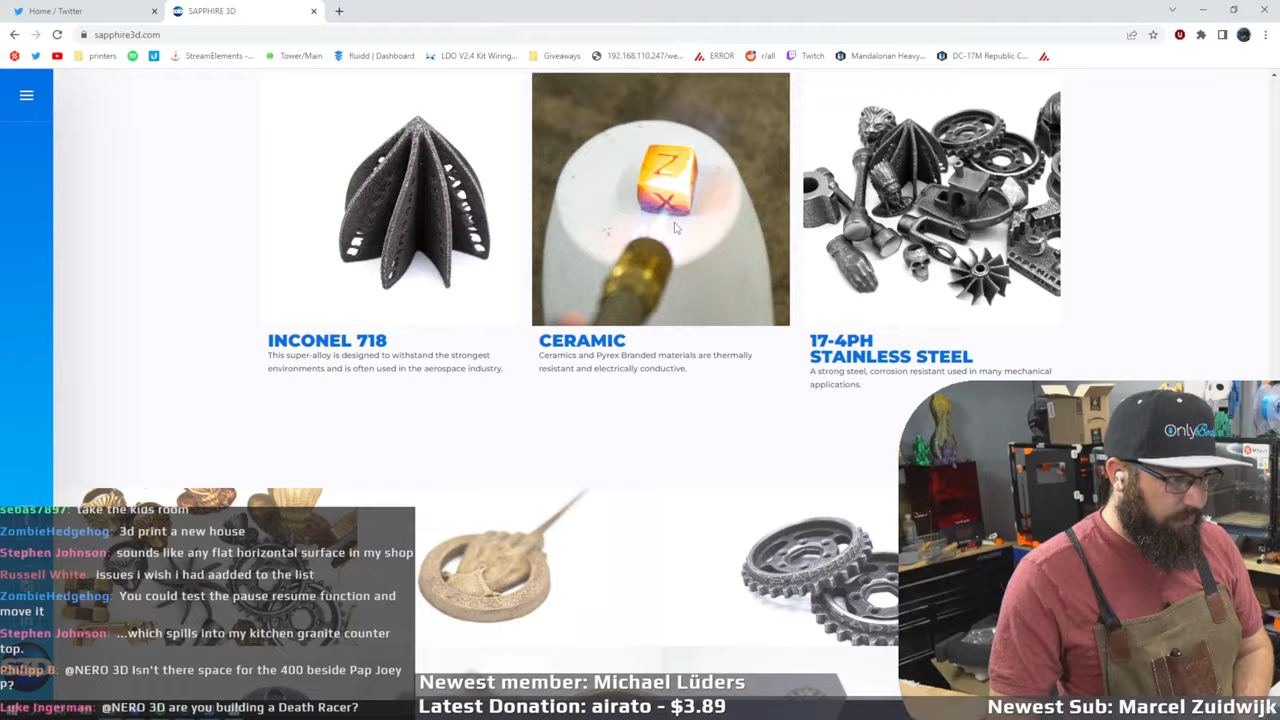 Home / Twitter
SAPPHIRE 3D
sapphire3d.com
printers
StreamElements -...
Tower/Main
fluidd | Dashboard
LDO V2.4 Kit Wiring...
Giveaways
192.168.110.247/we...
ERROR
r/all
Twitch
Mandalorian Heavy...
DC-17M Republic C...
Z
X
INCONEL 718
This super-alloy is designed to withstand the strongest
environments and is often used in the aerospace industry.
CERAMIC
Ceramics and Pyrex Branded materials are thermally
resistant and electrically conductive.
17-4PH
STAINLESS STEEL
A strong steel, corrosion resistant used in many mechanical
applications.
sebas7897: take the kids room
ZombieHedgehog: 3d print a new house
Stephen Johnson: sounds like any flat horizontal surface in my shop
Russell White: issues i wish i had aadded to the list
ZombieHedgehog: You could test the pause resume function and
move it
Stephen Johnson: ...which spills into my kitchen granite counter
top.
Philipp B: @NERO 3D Isn't there space for the 400 beside Pap Joey
P?
Luke Ingerman: @NERO 3D are you building a Death Racer?
Only
Newest member: Michael Lüders
Latest Donation: airato - $3.89
Newest Sub: Marcel Zuidwijk